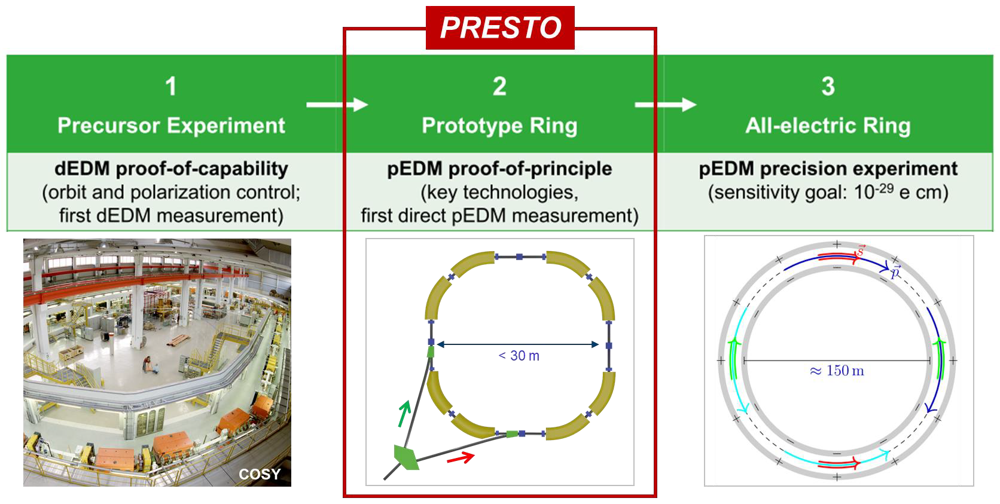 PRESTO
1
Precursor Experiment
2
Prototype Ring
3
All-electric Ring
dEDM proof-of-capability
(orbit and polarization control;
first dEDM measurement)
pEDM proof-of-principle
(key technologies,
first direct pEDM measurement)
pEDM precision experiment
(sensitivity goal: 10⁻²⁹ e cm)
COSY
< 30 m
s⃗
p⃗
≈ 150 m